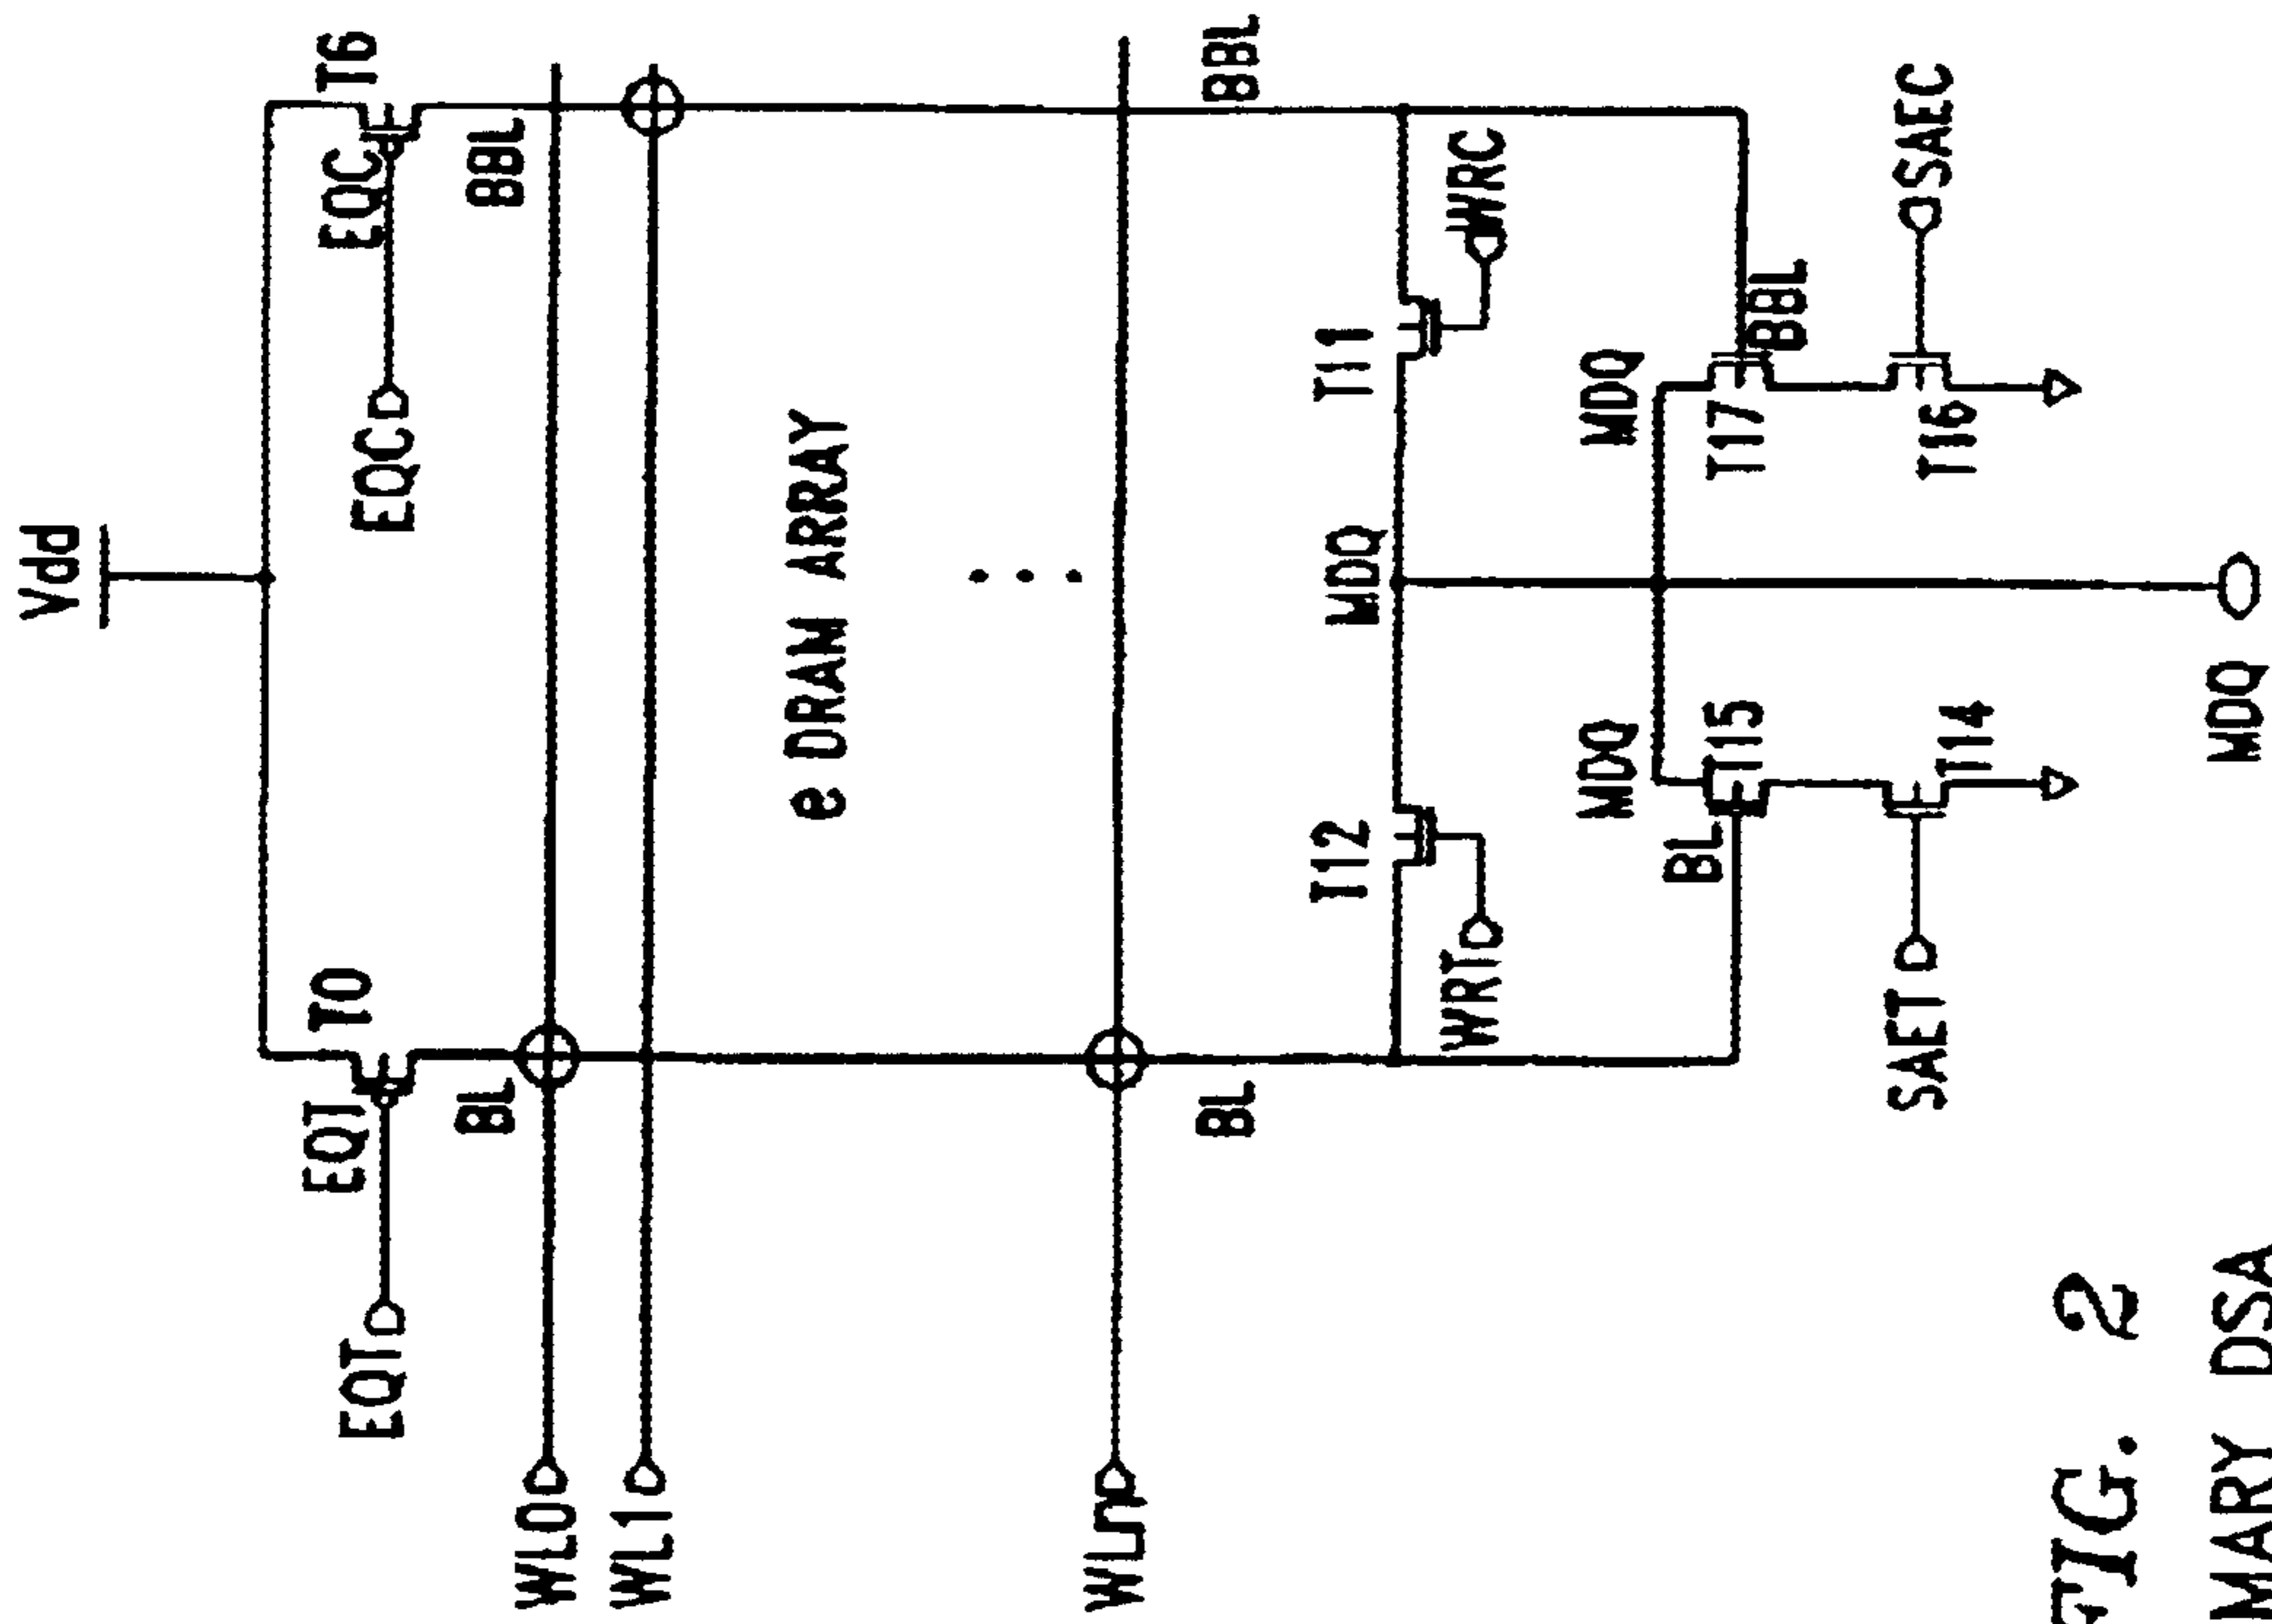 Vdd
T0
T6
EQT
EQT
EQC
EQC
BL
BBL
WL0
WL1
e DRAM ARRAY
WLn
BL
BBL
T12
MDQ
T11
WRT
WRC
MDQ
MDQ
BL
T15
T17
BBL
SAET
T14
T16
SAEC
MDQ
FIG. 2
MARY DSA